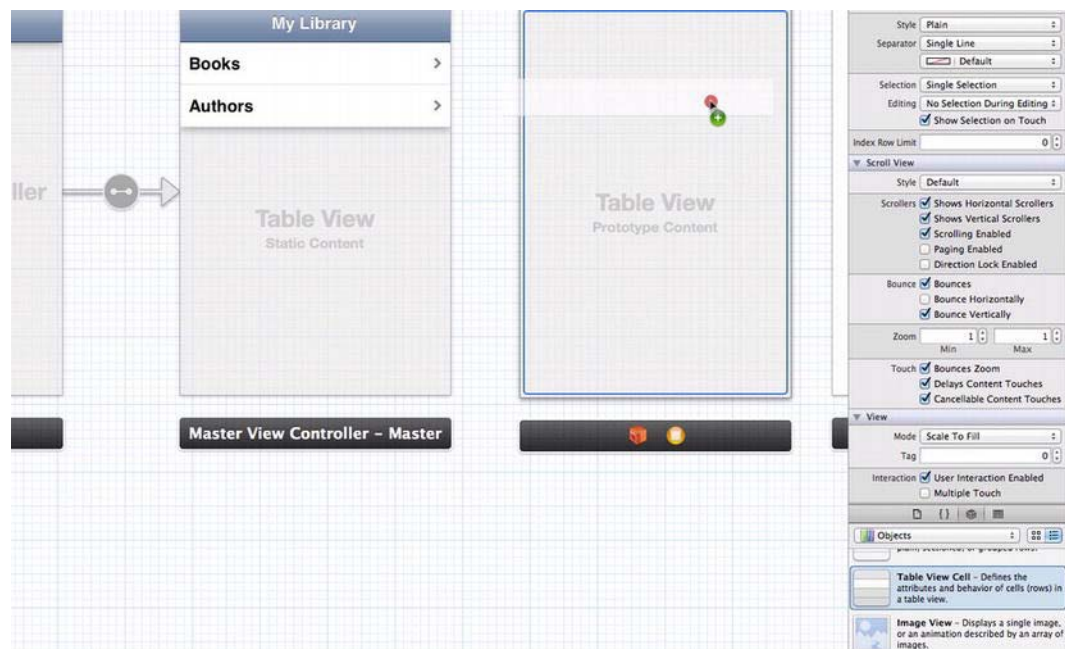 My Library
Books
Authors
ller
Table View
Static Content
Master View Controller – Master
Table View
Prototype Content
Style Plain
Separator Single Line
Default
Selection Single Selection
Editing No Selection During Editing
Show Selection on Touch
Index Row Limit 0
Scroll View
Style Default
Scrollers Shows Horizontal Scrollers
Shows Vertical Scrollers
Scrolling Enabled
Paging Enabled
Direction Lock Enabled
Bounce Bounces
Bounce Horizontally
Bounce Vertically
Zoom 1 1
Min Max
Touch Bounces Zoom
Delays Content Touches
Cancellable Content Touches
View
Mode Scale To Fill
Tag 0
Interaction User Interaction Enabled
Multiple Touch
{}
Objects
Table View Cell – Defines the
attributes and behavior of cells (rows) in
a table view.
Image View – Displays a single image,
or an animation described by an array of
images.